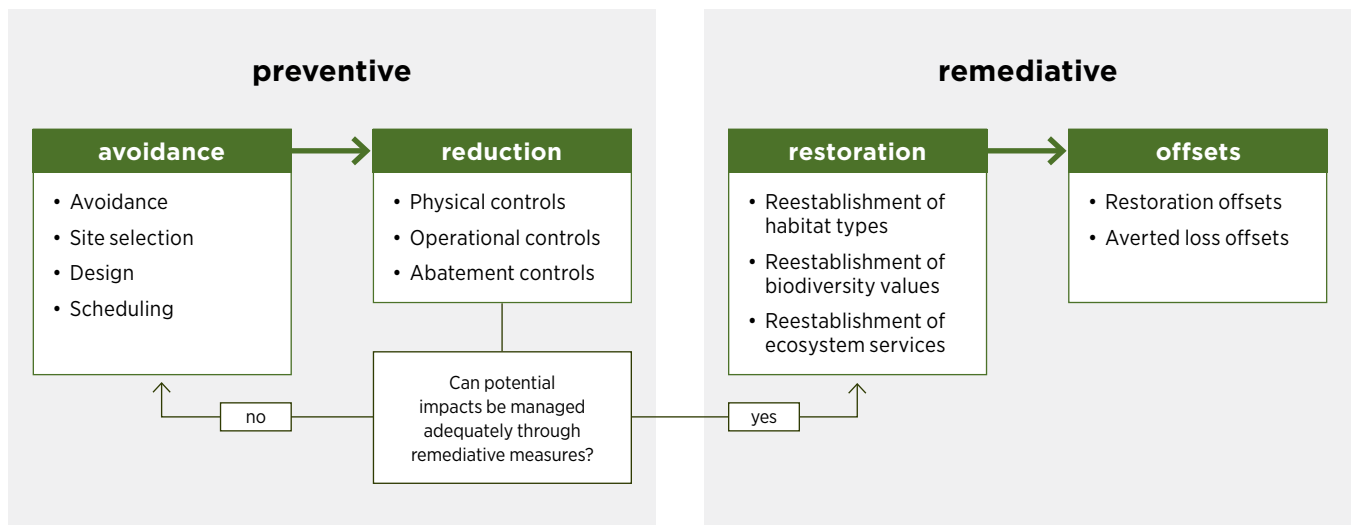 preventive
avoidance
• Avoidance
• Site selection
• Design
• Scheduling
reduction
• Physical controls
• Operational controls
• Abatement controls
Can potential
impacts be managed
adequately through
remediative measures?
no
yes
remediative
restoration
• Reestablishment of
habitat types
• Reestablishment of
biodiversity values
• Reestablishment of
ecosystem services
offsets
• Restoration offsets
• Averted loss offsets